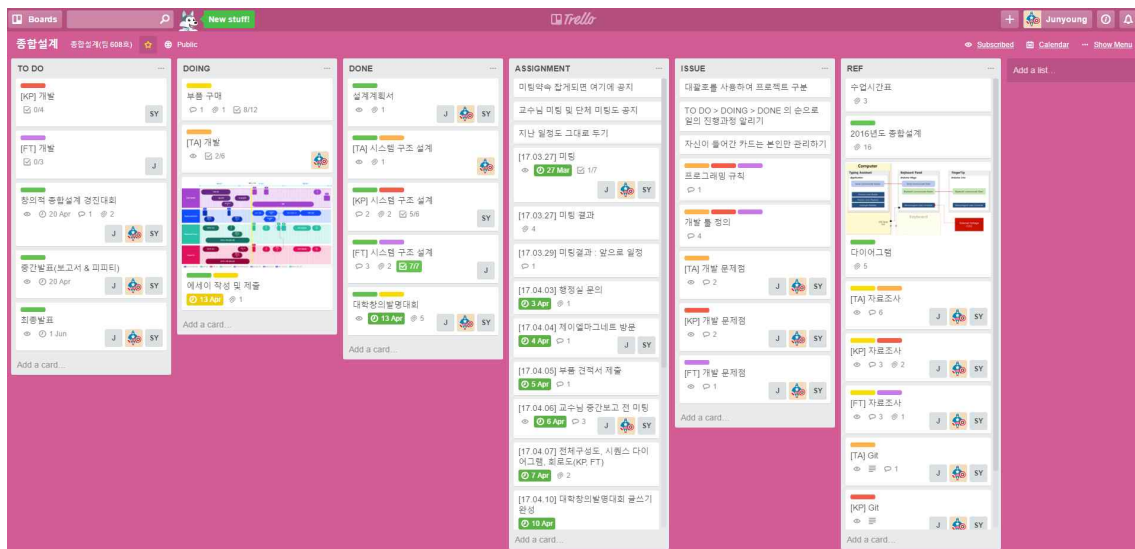 Boards
New stuff!
Trello
Junyoung
종합설계
종합설계(팀 608호)
Public
Subscribed
Calendar
Show Menu
TO DO
[KP] 개발
0/4
SY
[FT] 개발
0/3
J
창의적 종합설계 경진대회
20 Apr 1 2
J SY
중간발표(보고서 & 피피티)
20 Apr
J SY
최종발표
1 Jun
J SY
Add a card...
DOING
부품 구매
1 1 8/12
[TA] 개발
2/6
에세이 작성 및 제출
13 Apr 1
Add a card...
DONE
설계계획서
1
J SY
[TA] 시스템 구조 설계
1
[KP] 시스템 구조 설계
2 2 5/6
SY
[FT] 시스템 구조 설계
3 2 7/7
J
대학창의발명대회
13 Apr 5
J SY
Add a card...
ASSIGNMENT
미팅약속 잡게되면 여기에 공지
교수님 미팅 및 단체 미팅도 공지
지난 일정도 그대로 두기
[17.03.27] 미팅
27 Mar 1/7
J SY
[17.03.27] 미팅 결과
4
[17.03.29] 미팅결과 : 앞으로 일정
1
[17.04.03] 행정실 문의
3 Apr 1
[17.04.04] 제이엘마그네트 방문
4 Apr 1
J SY
[17.04.05] 부품 견적서 제출
5 Apr 1
[17.04.06] 교수님 중간보고 전 미팅
6 Apr 3
J SY
[17.04.07] 전체구성도, 시퀀스 다이
어그램, 회로도(KP, FT)
7 Apr 2
[17.04.10] 대학창의발명대회 글쓰기
완성
10 Apr
Add a card...
ISSUE
대괄호를 사용하여 프로젝트 구분
TO DO > DOING > DONE 의 순으로
일의 진행과정 알리기
자신이 들어간 카드는 본인만 관리하기
프로그래밍 규칙
1
개발 툴 정의
4
[TA] 개발 문제점
2
J SY
[KP] 개발 문제점
2
J SY
[FT] 개발 문제점
1
J SY
Add a card...
REF
수업시간표
3
2016년도 종합설계
16
Computer
다이어그램
5
[TA] 자료조사
6
J SY
[KP] 자료조사
3 2
J SY
[FT] 자료조사
3 1
J SY
[TA] Git
1
J SY
[KP] Git
J SY
Add a card...
Add a list...